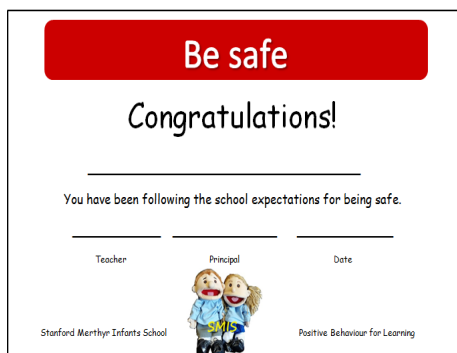 Be safe
Congratulations!
You have been following the school expectations for being safe.
Teacher Principal Date
SMIS
Stanford Merthyr Infants School Positive Behaviour for Learning